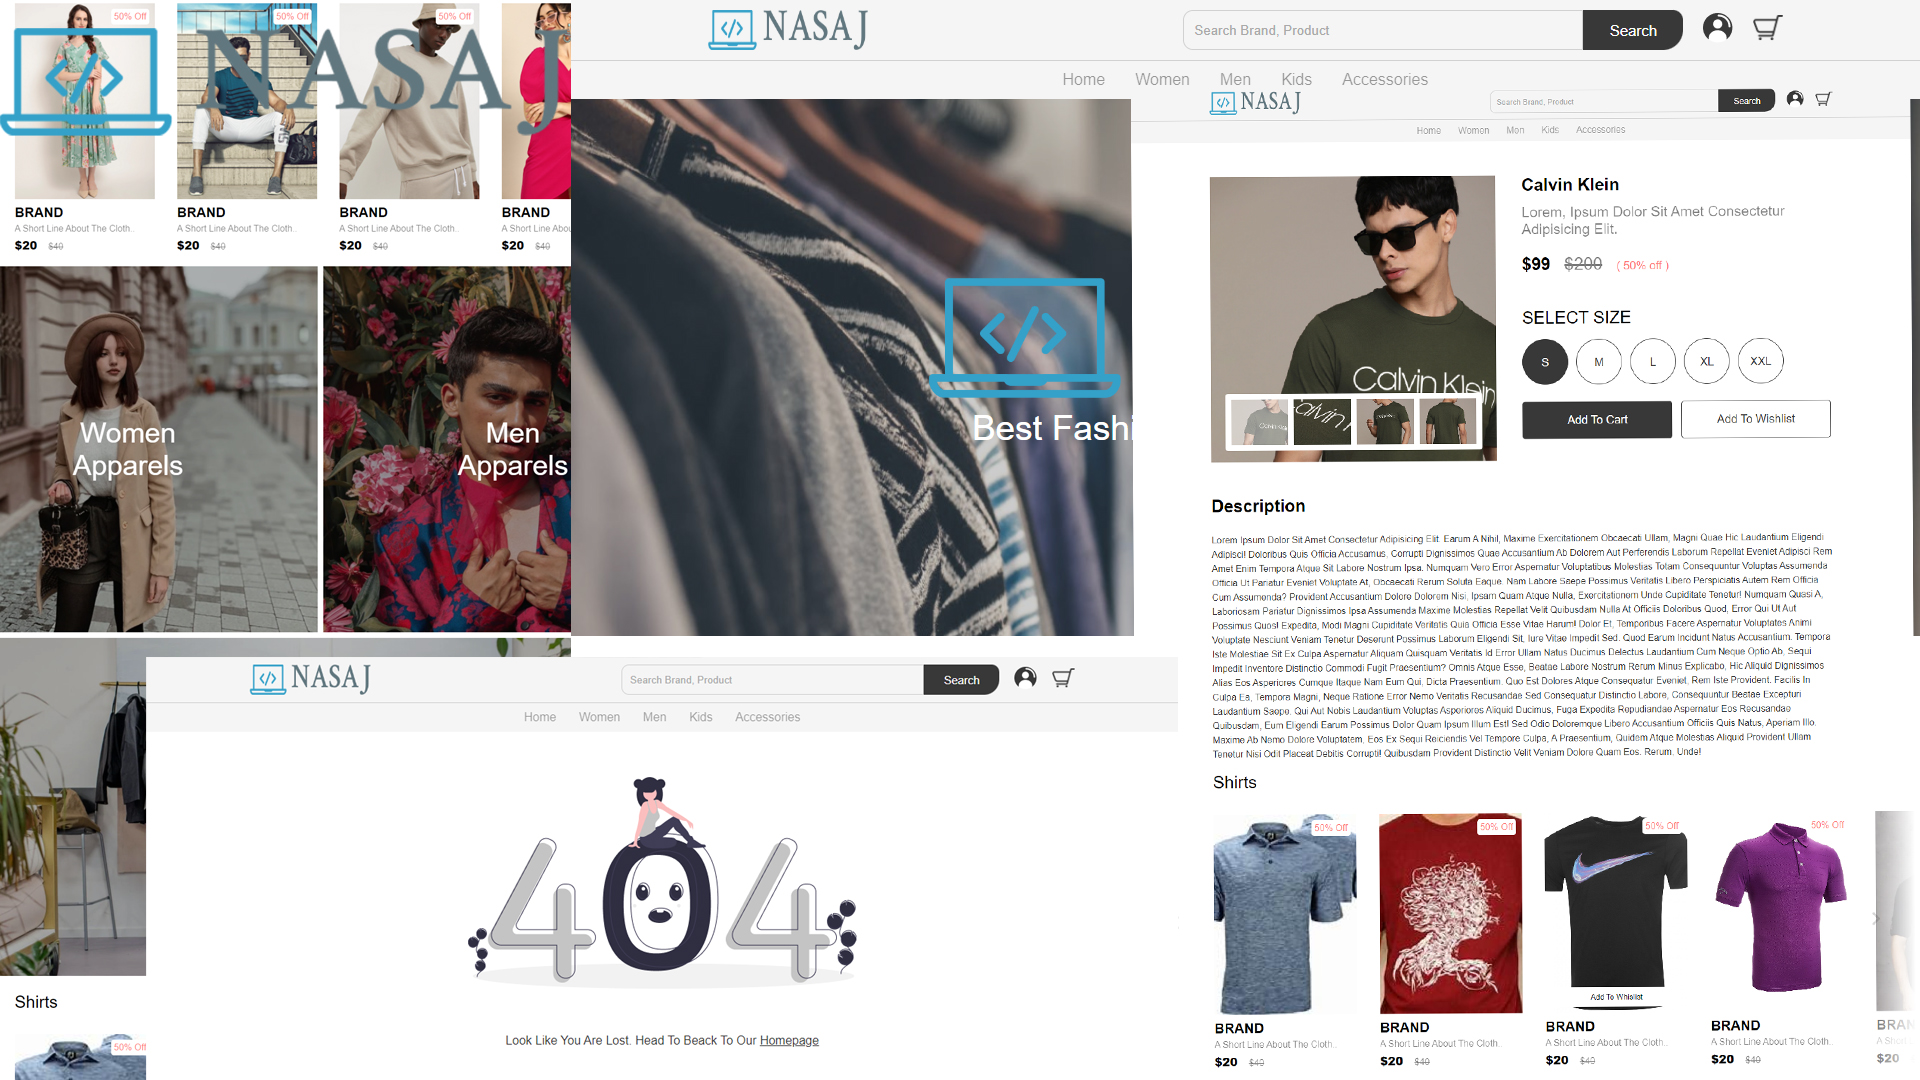 50% Off
50% Off
50% Off
NASAJ
BRAND
A Short Line About The Cloth..
$20 $40
BRAND
A Short Line About The Cloth..
$20 $40
BRAND
A Short Line About The Cloth..
$20 $40
BRAND
A Short Line Abou
$20 $40
Women
Apparels
Men
Apparels
Shirts
50% Off
NASAJ
Search Brand, Product
Search
Home Women Men Kids Accessories
Best Fashi
NASAJ
Search Brand, Product
Search
Home Women Men Kids Accessories
Calvin Klein
Calvin Klein
Lorem, Ipsum Dolor Sit Amet Consectetur
Adipisicing Elit.
$99 $200 ( 50% off )
SELECT SIZE
S M L XL XXL
Add To Cart
Add To Wishlist
Description
Lorem Ipsum Dolor Sit Amet Consectetur Adipisicing Elit. Earum A Nihil, Maxime Exercitationem Obcaecati Ullam, Magni Quae Hic Laudantium Eligendi
Adipisci! Doloribus Quis Officia Accusamus, Corrupti Dignissimos Quae Accusantium Ab Dolorem Aut Perferendis Laborum Repellat Eveniet Adipisci Rem
Amet Enim Tempora Atque Sit Labore Nostrum Ipsa. Numquam Vero Error Aspernatur Voluptatibus Molestias Totam Consequuntur Voluptas Assumenda
Officia Ut Pariatur Eveniet Voluptate At, Obcaecati Rerum Soluta Eaque. Nam Labore Saepe Possimus Veritatis Libero Perspiciatis Autem Rem Officia
Cum Assumenda? Provident Accusantium Dolore Dolorem Nisi, Ipsam Quam Atque Nulla, Exercitationem Unde Cupiditate Tenetur! Numquam Quasi A,
Laboriosam Pariatur Dignissimos Ipsa Assumenda Maxime Molestias Repellat Velit Quibusdam Nulla At Officiis Doloribus Quod, Error Qui Ut Aut
Possimus Quos! Expedita, Modi Magni Cupiditate Veritatis Quia Officia Esse Vitae Harum! Dolor Et, Temporibus Facere Aspernatur Voluptates Animi
Voluptate Nesciunt Veniam Tenetur Deserunt Possimus Laborum Eligendi Sit, Iure Vitae Impedit Sed. Quod Earum Incidunt Natus Accusantium. Tempora
Iste Molestiae Sit Ex Culpa Aspernatur Aliquam Quisquam Veritatis Id Error Ullam Natus Ducimus Delectus Laudantium Cum Neque Optio Ab, Sequi
Impedit Inventore Distinctio Commodi Fugit Praesentium? Omnis Atque Esse, Beatae Labore Nostrum Rerum Minus Explicabo, Hic Aliquid Dignissimos
Alias Eos Asperiores Cumque Itaque Nam Eum Qui, Dicta Praesentium. Quo Est Dolores Atque Consequatur Eveniet, Rem Iste Provident. Facilis In
Culpa Ea, Tempora Magni, Neque Ratione Error Nemo Veritatis Recusandae Sed Consequatur Distinctio Labore, Consequuntur Beatae Excepturi
Laudantium Saepe. Qui Aut Nobis Laudantium Voluptas Asperiores Aliquid Ducimus, Fuga Expedita Repudiandae Aspernatur Eos Recusandae
Quibusdam, Eum Eligendi Earum Possimus Dolor Quam Ipsum Illum Est! Sed Odio Doloremque Libero Accusantium Officiis Quis Natus, Aperiam Illo.
Maxime Ab Nemo Dolore Voluptatem, Eos Ex Sequi Reiciendis Vel Tempore Culpa, A Praesentium, Quidem Atque Molestias Aliquid Provident Ullam
Tenetur Nisi Odit Placeat Debitis Corrupti! Quibusdam Provident Distinctio Velit Veniam Dolore Quam Eos. Rerum, Unde!
Shirts
50% Off
50% Off
50% Off
50% Off
Add To Whislist
BRAND
A Short Line About The Cloth..
$20 $40
BRAND
A Short Line About The Cloth..
$20 $40
BRAND
A Short Line About The Cloth..
$20 $40
BRAND
A Short Line About The Cloth..
$20 $40
BRAN
A Short
$20 $40
NASAJ
Search Brand, Product
Search
Home Women Men Kids Accessories
404
Look Like You Are Lost. Head To Beack To Our Homepage